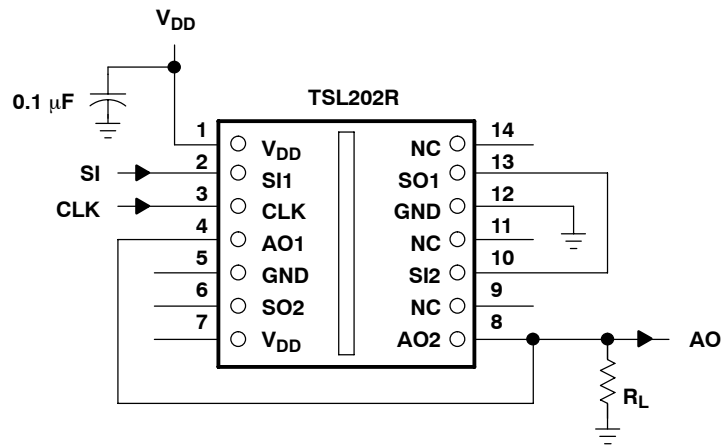 VDD
0.1 μF
TSL202R
1 VDD NC 14
SI 2 SI1 SO1 13
CLK 3 CLK GND 12
4 AO1 NC 11
5 GND SI2 10
6 SO2 NC 9
7 VDD AO2 8 AO
RL